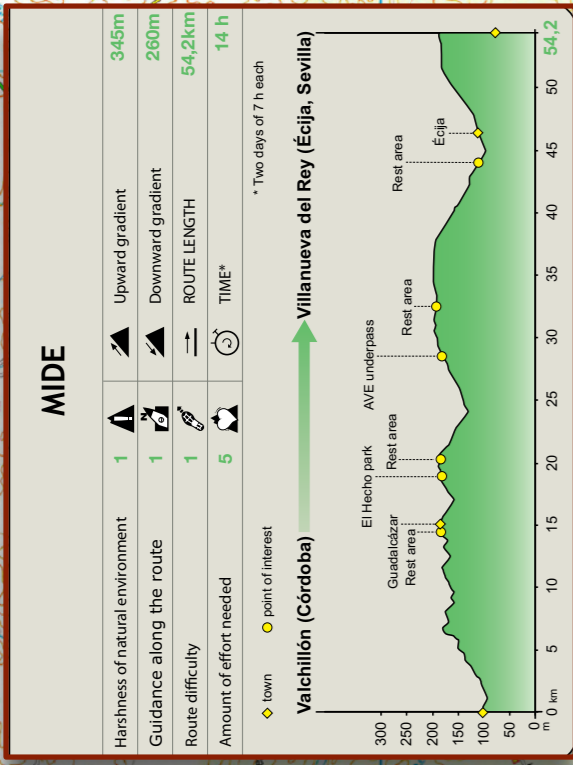 MIDE
Harshness of natural environment 1
Upward gradient 345m
Guidance along the route 1
Downward gradient 260m
Route difficulty 1
ROUTE LENGTH 54,2km
Amount of effort needed 5
TIME* 14 h
N
e
* Two days of 7 h each
town
point of interest
Valchillón (Córdoba)
Villanueva del Rey (Écija, Sevilla)
Guadalcázar
Rest area
El Hecho park
Rest area
AVE underpass
Rest area
Rest area
Écija
300
250
200
150
100
50
0
m
0 km 5 10 15 20 25 30 35 40 45 50 54,2